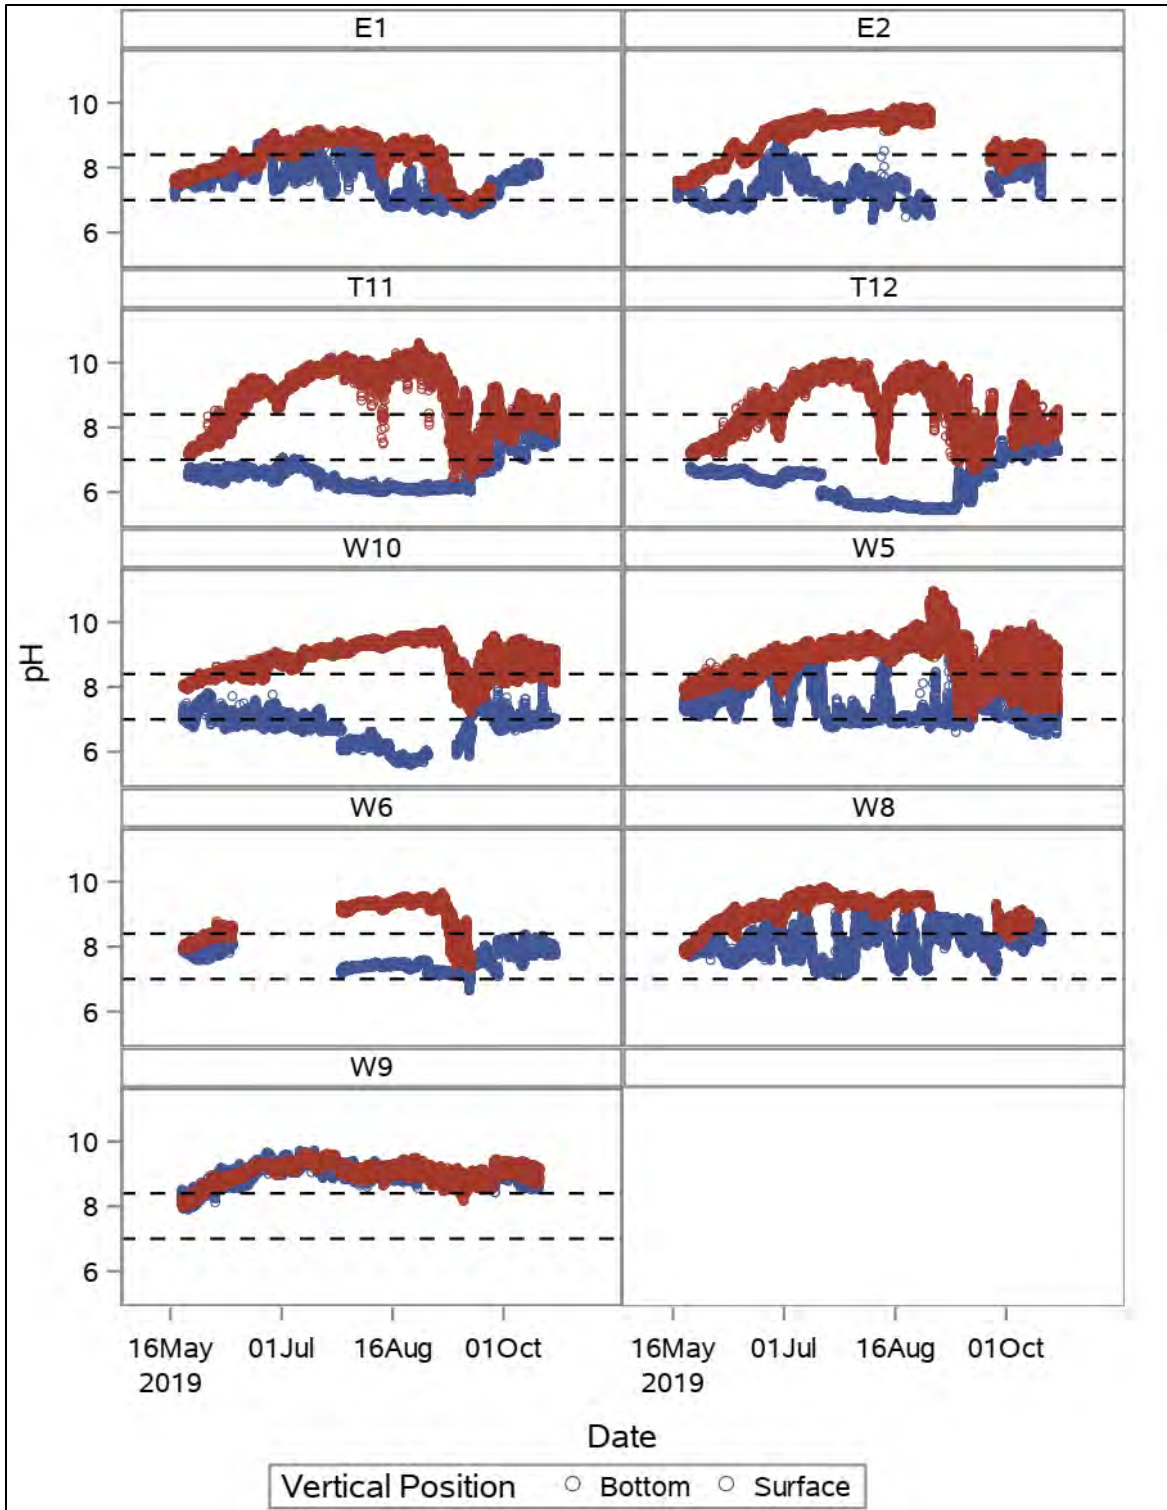 E1 E2
10
8
6
T11 T12
10
8
6
W10 W5
10
8
6
pH
W6 W8
10
8
6
W9
10
8
6
16May 01Jul 16Aug 01Oct 16May 01Jul 16Aug 01Oct
2019 2019
Date
Vertical Position ○ Bottom ○ Surface